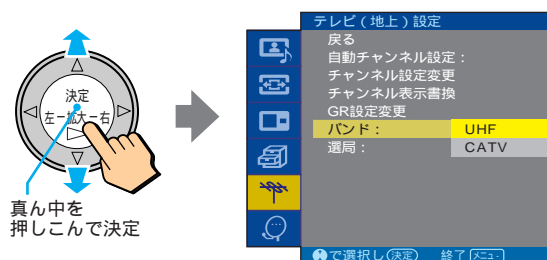 決定
左ー拡大ー右
真ん中を
押しこんで決定
テレビ(地上)設定
戻る
自動チャンネル設定:
チャンネル設定変更
チャンネル表示書換
GR設定変更
バンド: UHF
選局: CATV
で選択し 決定 終了 メニュー